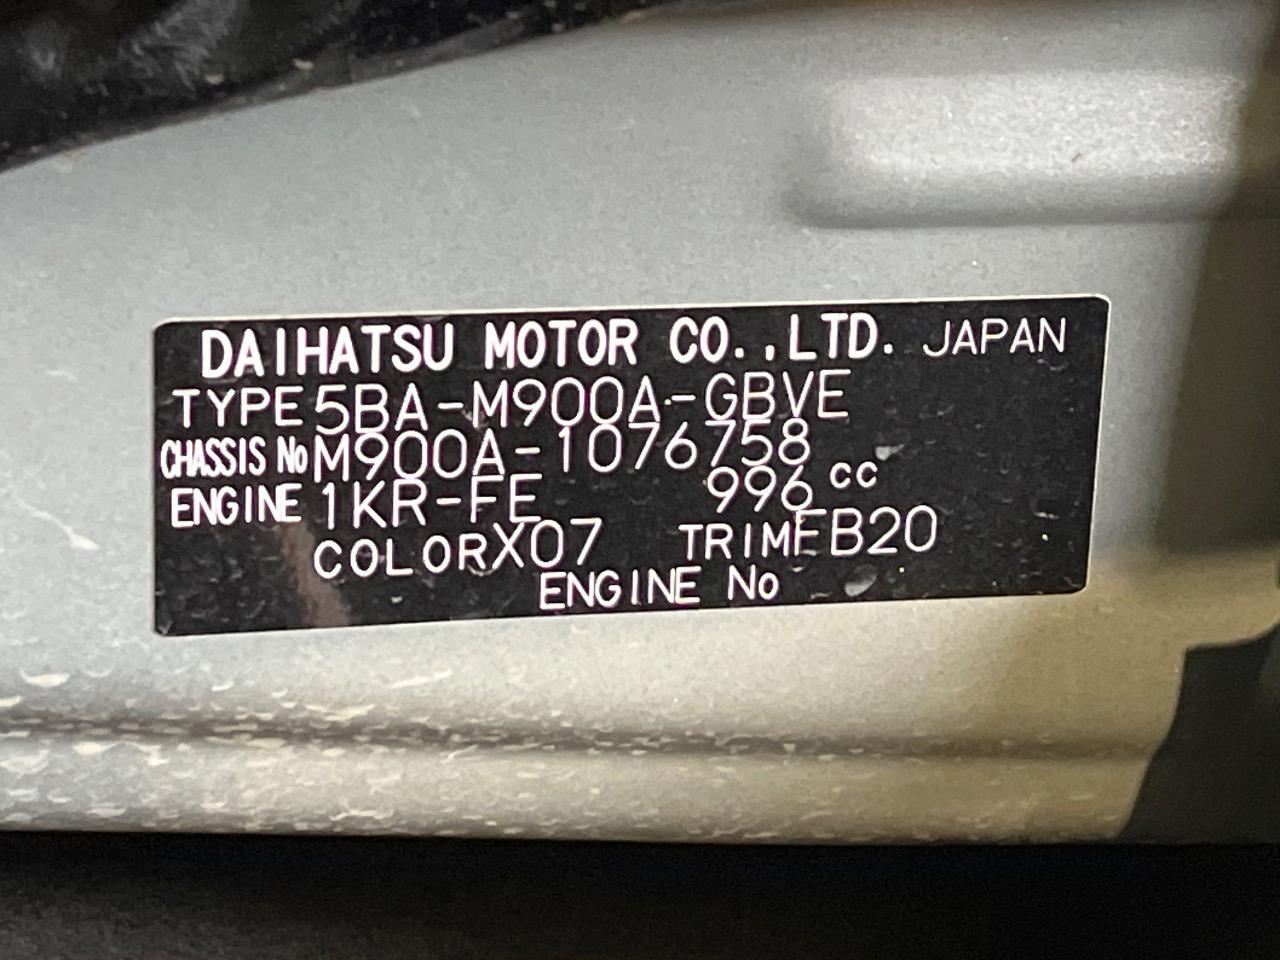 DAIHATSU MOTOR CO.,LTD. JAPAN
TYPE 5BA-M900A-GBVE
CHASSIS No M900A-1076758
ENGINE 1KR-FE 996 cc
COLOR X07 TRIM FB20
ENGINE No